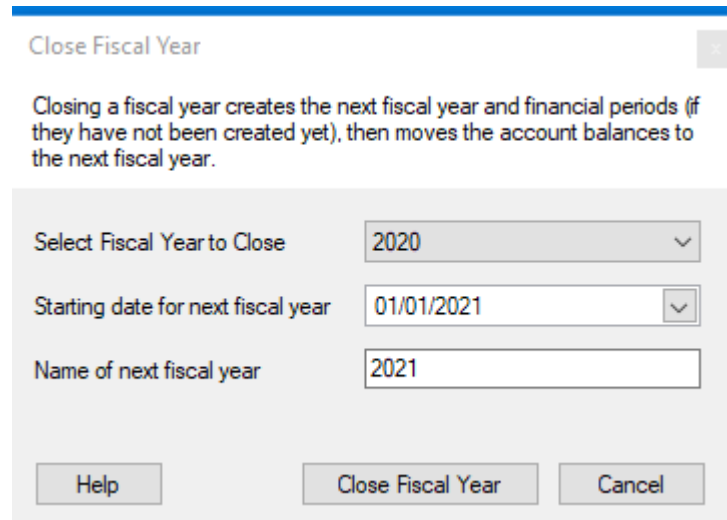 Close Fiscal Year
Closing a fiscal year creates the next fiscal year and financial periods (if
they have not been created yet), then moves the account balances to
the next fiscal year.
Select Fiscal Year to Close 2020
Starting date for next fiscal year 01/01/2021
Name of next fiscal year 2021
Help Close Fiscal Year Cancel